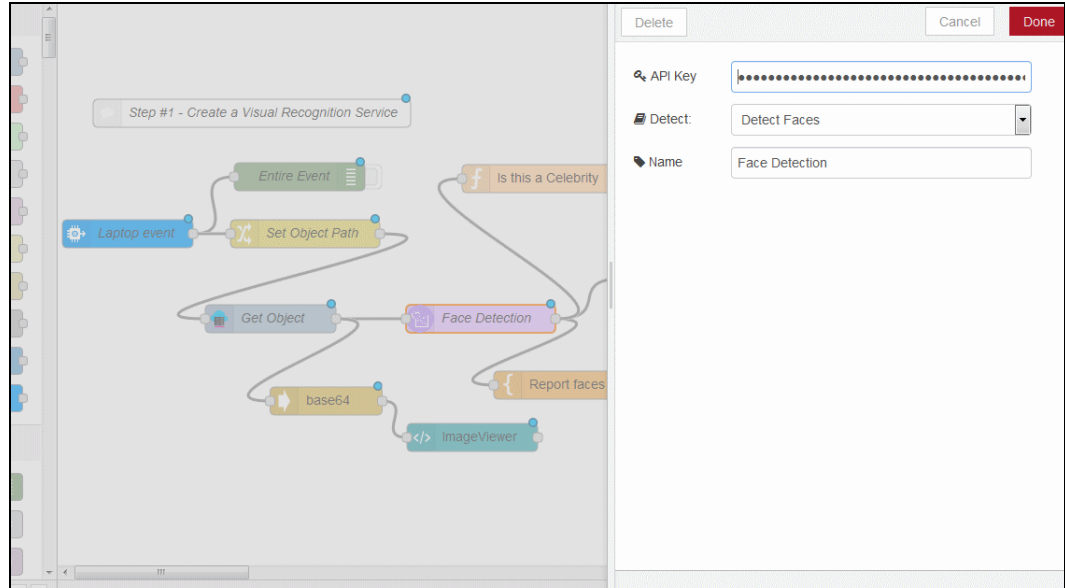 Delete
Cancel
Done
API Key
Detect:
Detect Faces
Name
Face Detection
Step #1 - Create a Visual Recognition Service
Entire Event
Is this a Celebrity
Laptop event
Set Object Path
Get Object
Face Detection
Report faces
base64
ImageViewer